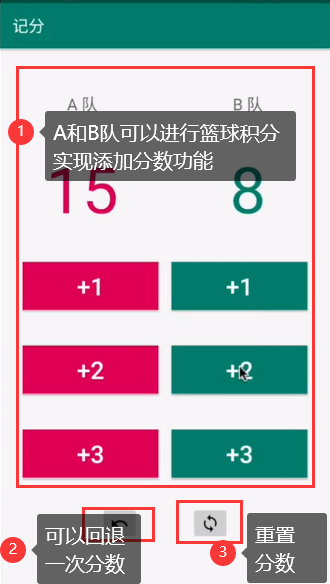 记分
A 队
B 队
1
A和B队可以进行篮球积分
实现添加分数功能
15
8
+1
+1
+2
+2
+3
+3
2
可以回退
一次分数
3
重置
分数